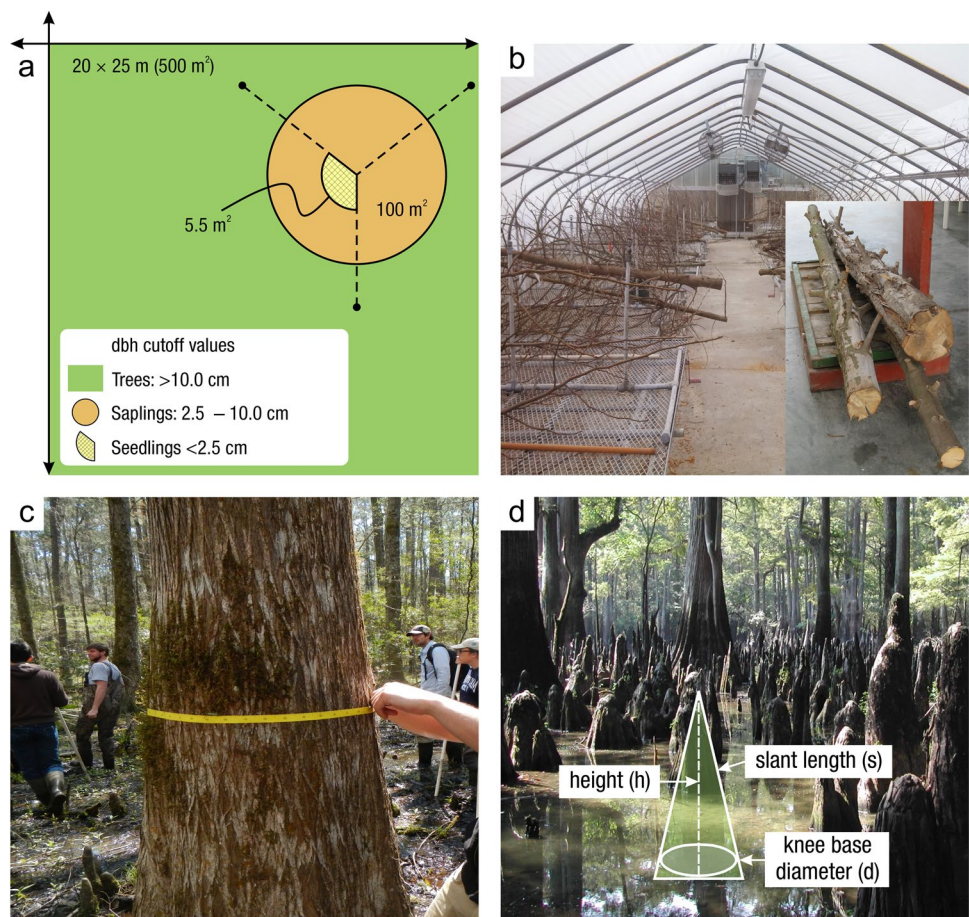 a
20 × 25 m (500 m²)
5.5 m²
100 m²
dbh cutoff values
Trees: >10.0 cm
Saplings: 2.5 – 10.0 cm
Seedlings <2.5 cm
b
c
d
height (h)
slant length (s)
knee base
diameter (d)